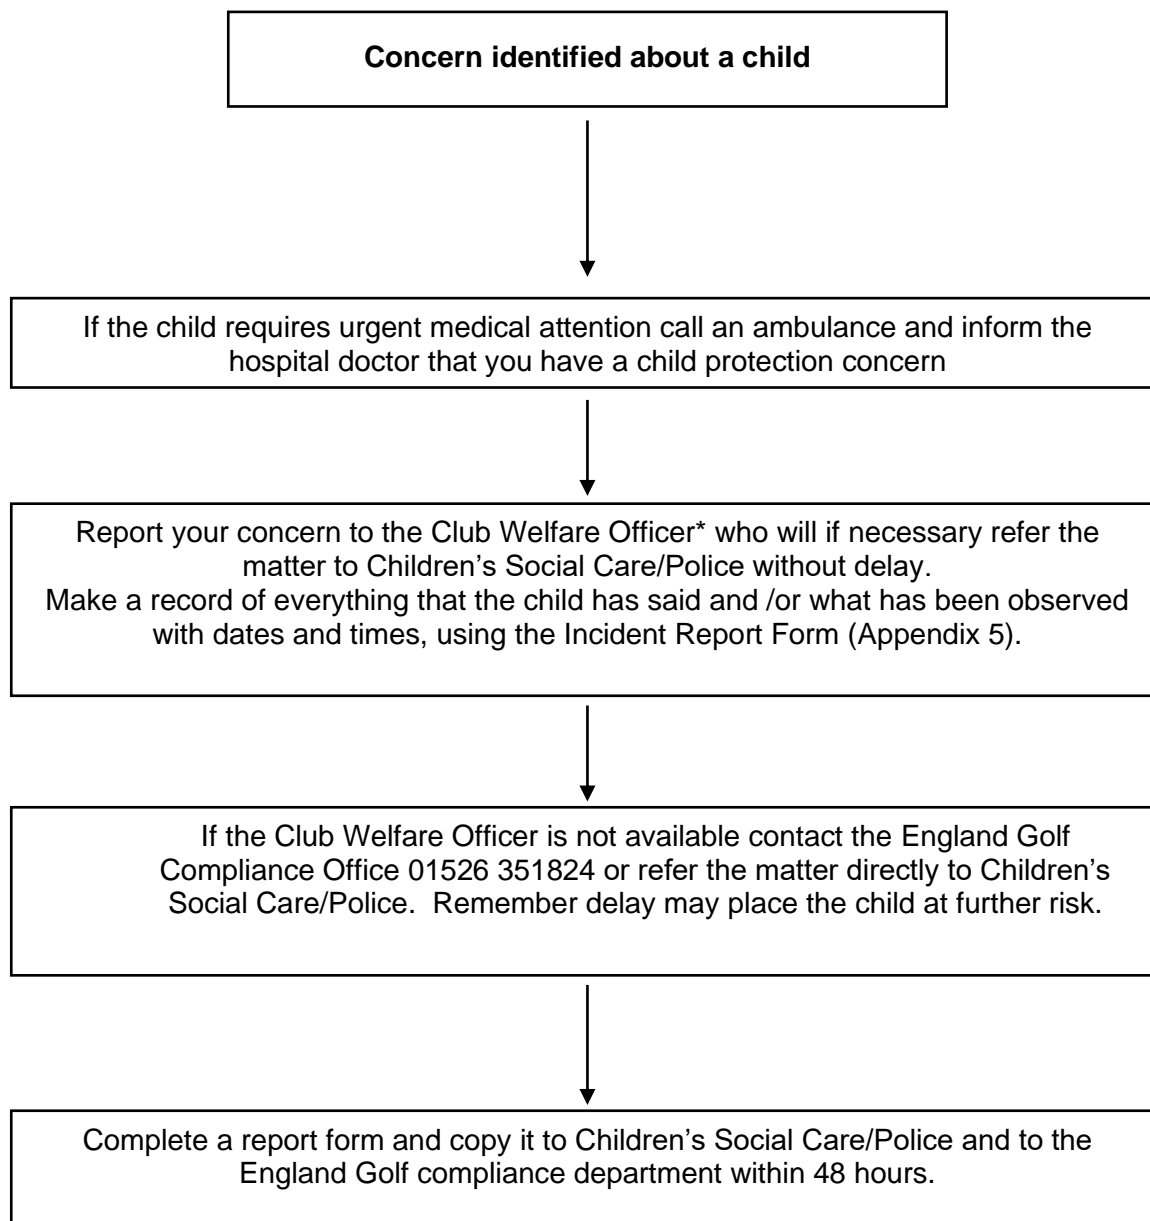 Concern identified about a child
If the child requires urgent medical attention call an ambulance and inform the
hospital doctor that you have a child protection concern
Report your concern to the Club Welfare Officer* who will if necessary refer the
matter to Children’s Social Care/Police without delay.
Make a record of everything that the child has said and /or what has been observed
with dates and times, using the Incident Report Form (Appendix 5).
If the Club Welfare Officer is not available contact the England Golf
Compliance Office 01526 351824 or refer the matter directly to Children’s
Social Care/Police.  Remember delay may place the child at further risk.
Complete a report form and copy it to Children’s Social Care/Police and to the
England Golf compliance department within 48 hours.